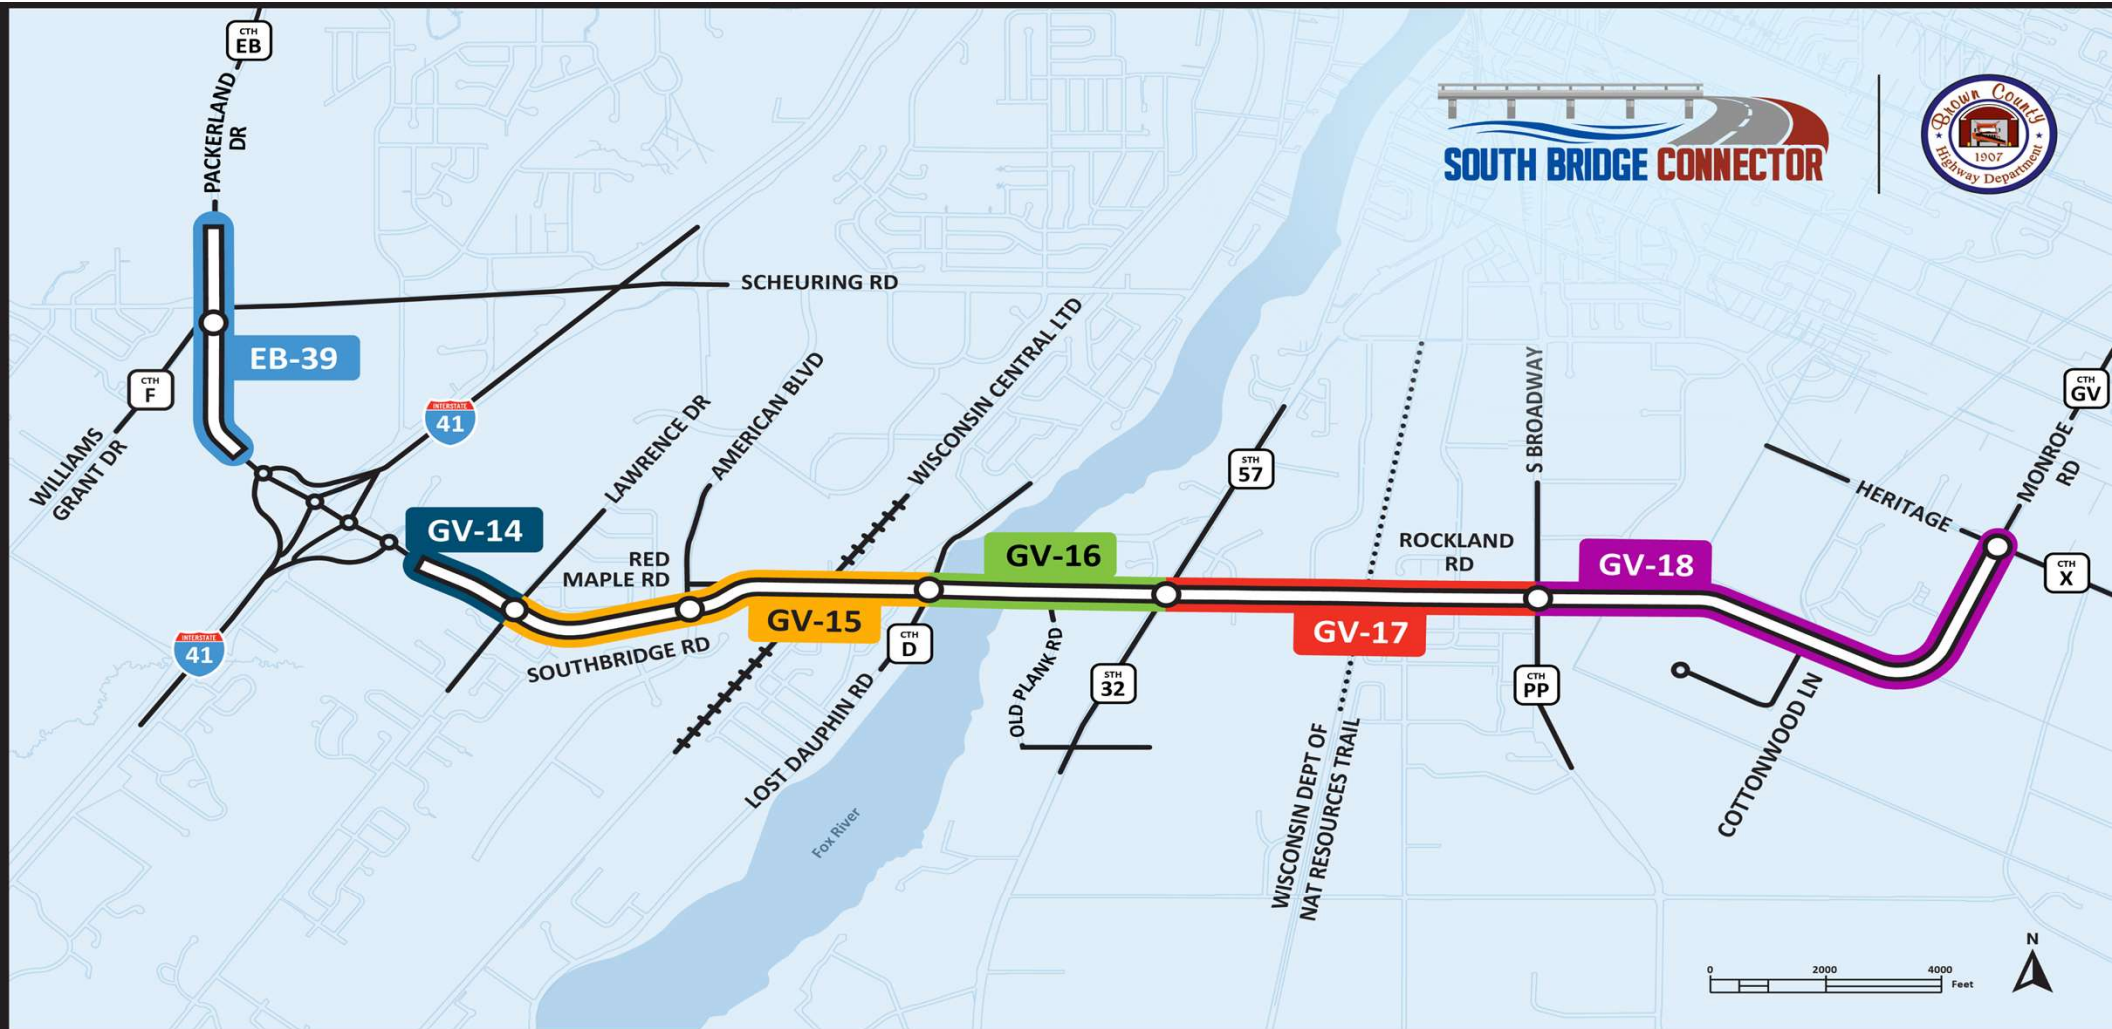 CTH
EB
PACKERLAND
DR
SOUTH BRIDGE CONNECTOR
Brown County
1907
Highway Department
SCHEURING RD
EB-39
CTH
F
WILLIAMS
GRANT DR
INTERSTATE
41
LAWRENCE DR
AMERICAN BLVD
WISCONSIN CENTRAL LTD
STH
57
S BROADWAY
CTH
GV
MONROE
RD
HERITAGE
CTH
X
GV-14
RED
MAPLE RD
GV-16
ROCKLAND
RD
GV-18
GV-15
GV-17
SOUTHBRIDGE RD
INTERSTATE
41
CTH
D
OLD PLANK RD
STH
32
CTH
PP
LOST DAUPHIN RD
WISCONSIN DEPT OF
NAT RESOURCES TRAIL
COTTONWOOD LN
Fox River
0 2000 4000
Feet
N